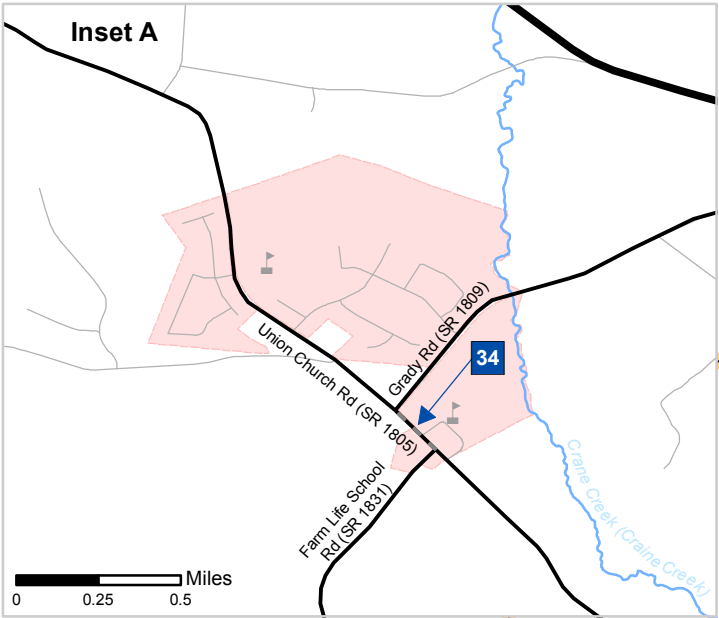 Inset A
Grady Rd (SR 1809)
34
Union Church Rd (SR 1805)
Farm Life School
Rd (SR 1831)
Crane Creek (Craine Creek)
Miles
0 0.25 0.5